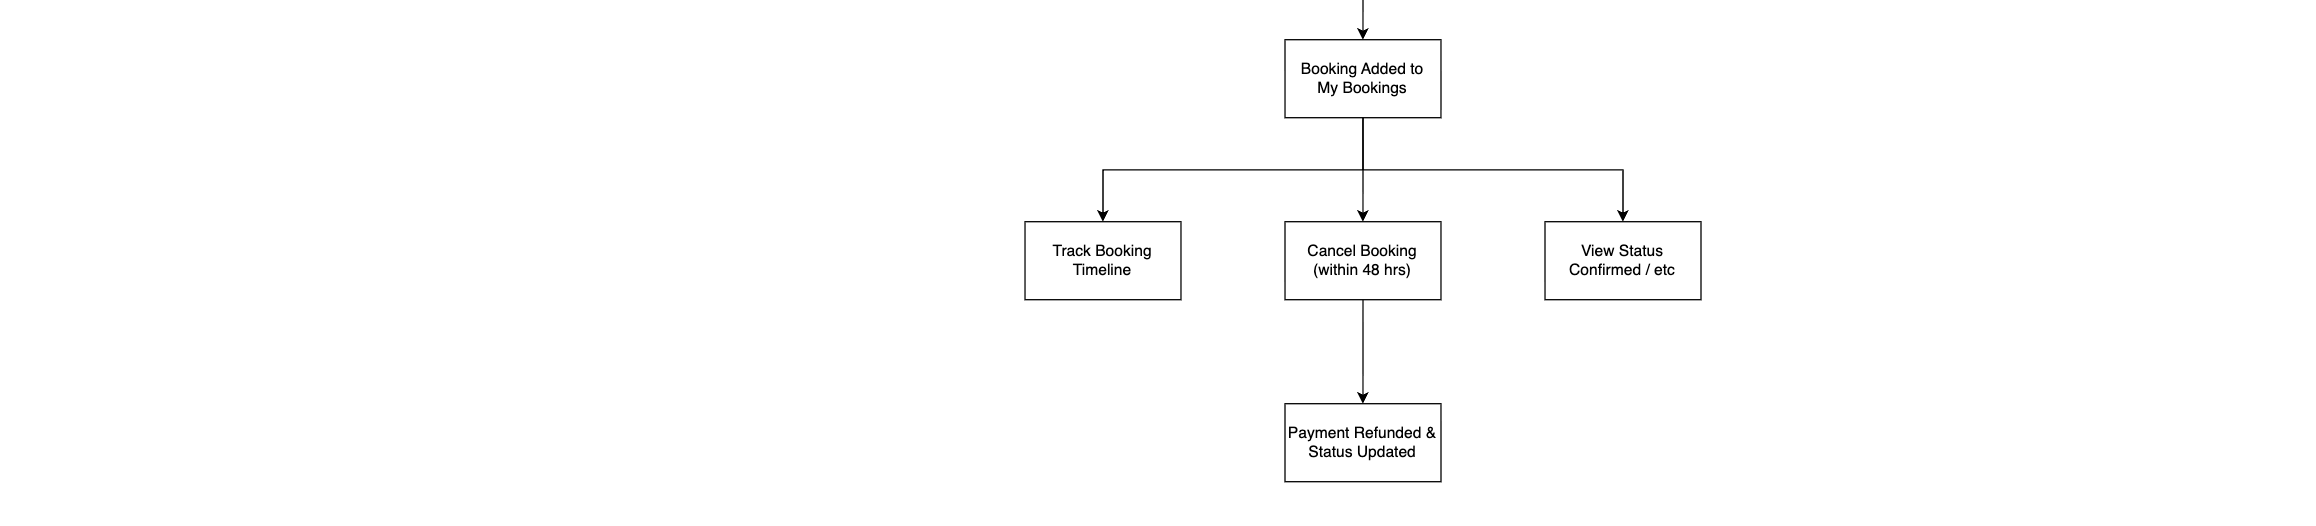 Booking Added to
My Bookings
Track Booking
Timeline
Cancel Booking
(within 48 hrs)
View Status
Confirmed / etc
Payment Refunded &
Status Updated